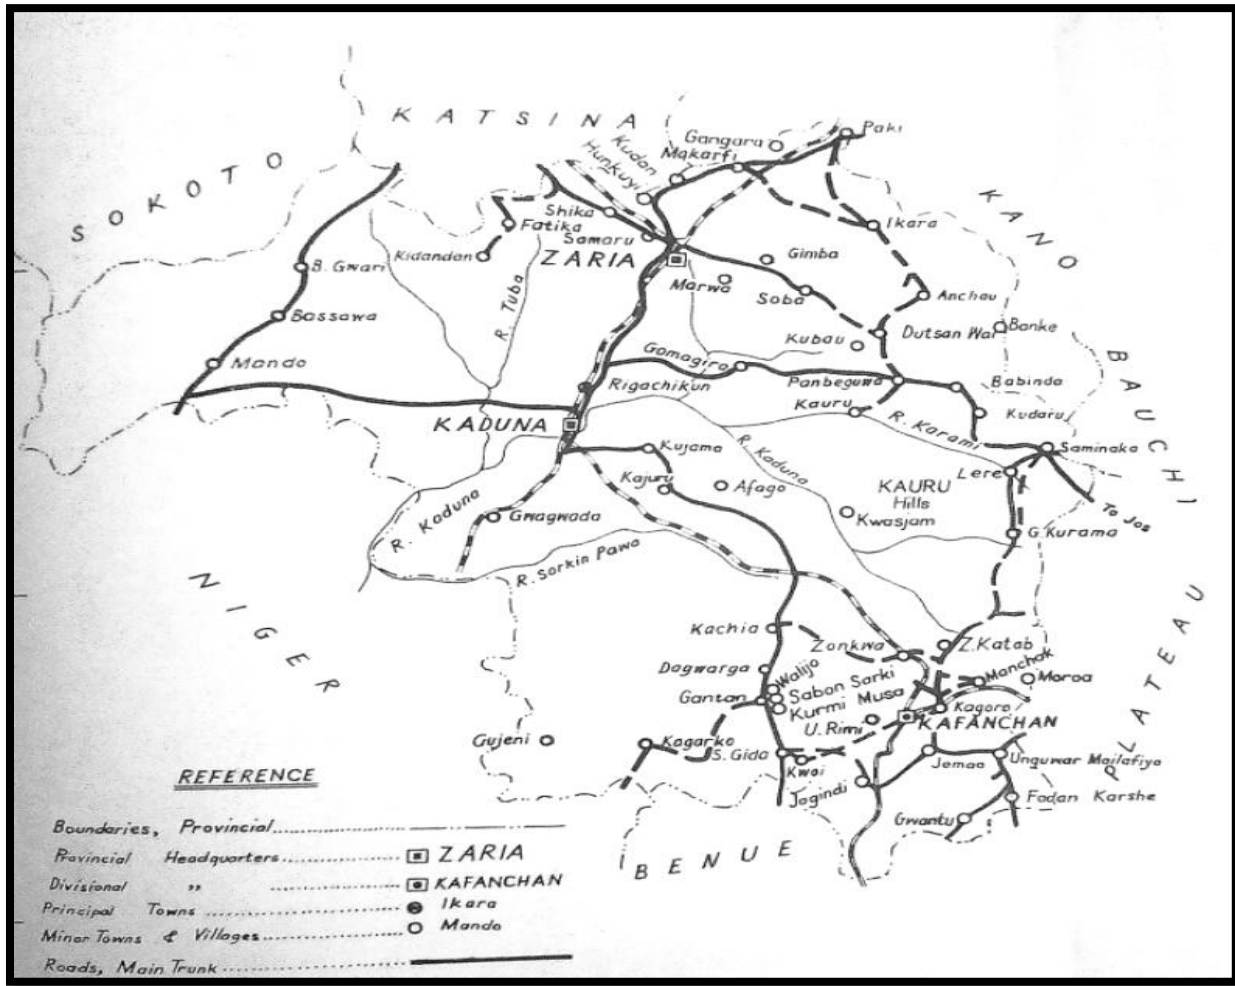 KATSINA
SOKOTO
KANO
BAUCHI
PLATEAU
NIGER
BENUE
Paki
Gangara
Makarfi
Kudan
Hunkuyi
Shika
Fatika
Samaru
Ikara
Kidandan
ZARIA
Gimba
B. Gwari
Marwa
Soba
Anchau
R. Tuba
Bassawa
Dutsan Wai
Banke
Kubau
Mando
Gomagiro
Rigachikun
Panbeguwa
Babinda
Kauru
Kudaru
KADUNA
R. Karami
Kujama
R. Kaduna
Saminaka
Lere
Kajuru
Afago
KAURU
Hills
To Jos
R. Kaduna
Gwagwada
Kwasjam
G. Kurama
R. Sarkin Pawa
Kachia
Zonkwa
Z. Katab
Dagwarga
Walijo
Manchak
Moroa
Gantan
Sabon Sarki
Kurmi Musa
Kagoro
U. Rimi
KAFANCHAN
Gujeni
Kagarko
S. Gida
Kwoi
Jemaa
Unguwar Mailafiya
Jagindi
Fadan Karshe
Gwantu
REFERENCE
Boundaries, Provincial
Provincial Headquarters ZARIA
Divisional " KAFANCHAN
Principal Towns Ikara
Minor Towns & Villages Mando
Roads, Main Trunk